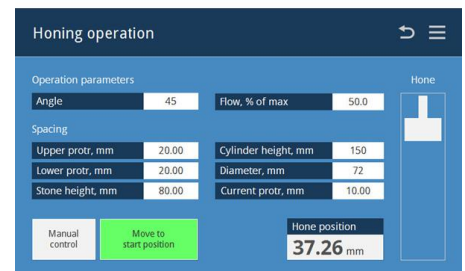 Honing operation
Operation parameters
Hone
Angle 45 Flow, % of max 50.0
Spacing
Upper protr, mm 20.00 Cylinder height, mm 150
Lower protr, mm 20.00 Diameter, mm 72
Stone height, mm 80.00 Current protr, mm 10.00
Manual control
Move to start position
Hone position
37.26 mm